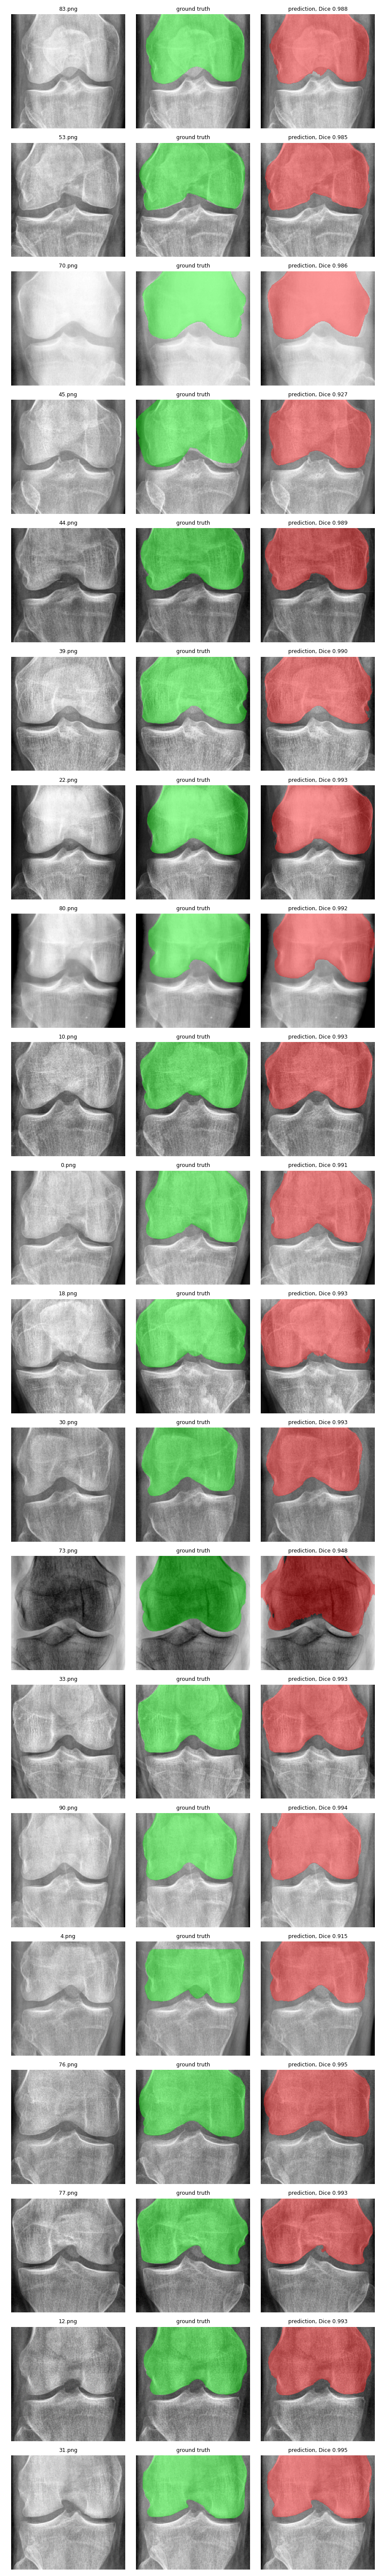 83.png ground truth prediction, Dice 0.988
53.png ground truth prediction, Dice 0.985
70.png ground truth prediction, Dice 0.986
45.png ground truth prediction, Dice 0.927
44.png ground truth prediction, Dice 0.989
39.png ground truth prediction, Dice 0.990
22.png ground truth prediction, Dice 0.993
80.png ground truth prediction, Dice 0.992
10.png ground truth prediction, Dice 0.993
0.png ground truth prediction, Dice 0.991
18.png ground truth prediction, Dice 0.993
30.png ground truth prediction, Dice 0.993
73.png ground truth prediction, Dice 0.948
33.png ground truth prediction, Dice 0.993
90.png ground truth prediction, Dice 0.994
4.png ground truth prediction, Dice 0.915
76.png ground truth prediction, Dice 0.995
77.png ground truth prediction, Dice 0.993
12.png ground truth prediction, Dice 0.993
31.png ground truth prediction, Dice 0.995